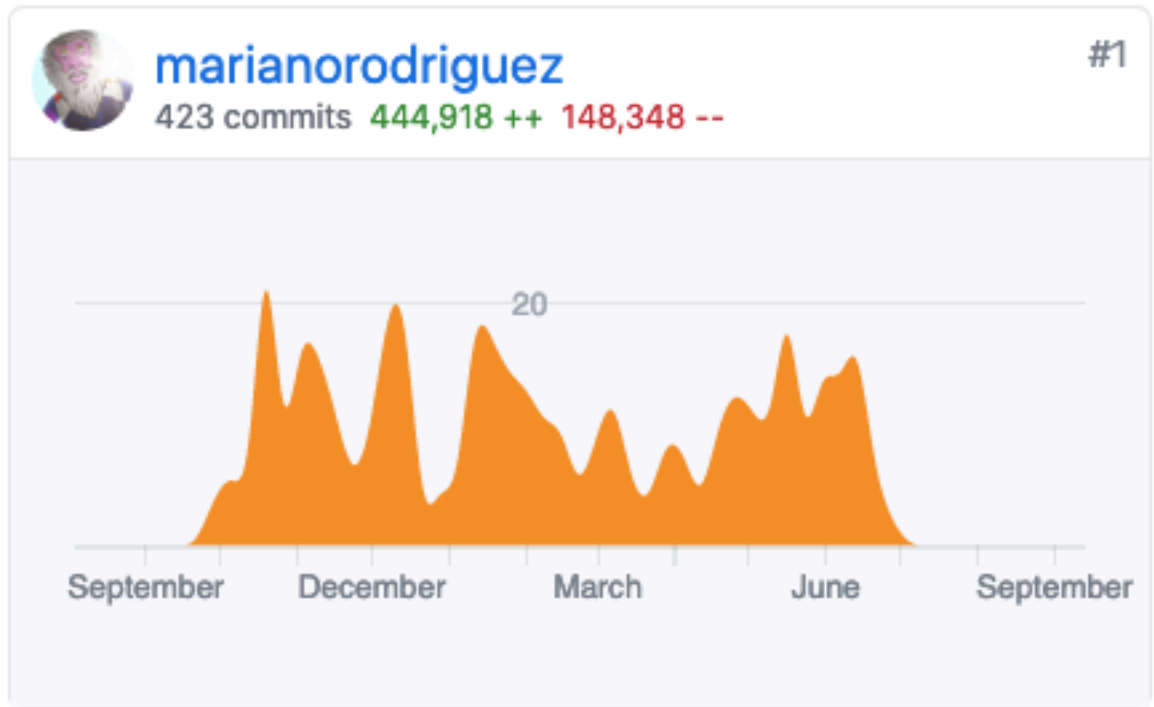 marianorodriguez
#1
423 commits 444,918 ++ 148,348 --
20
September December March June September